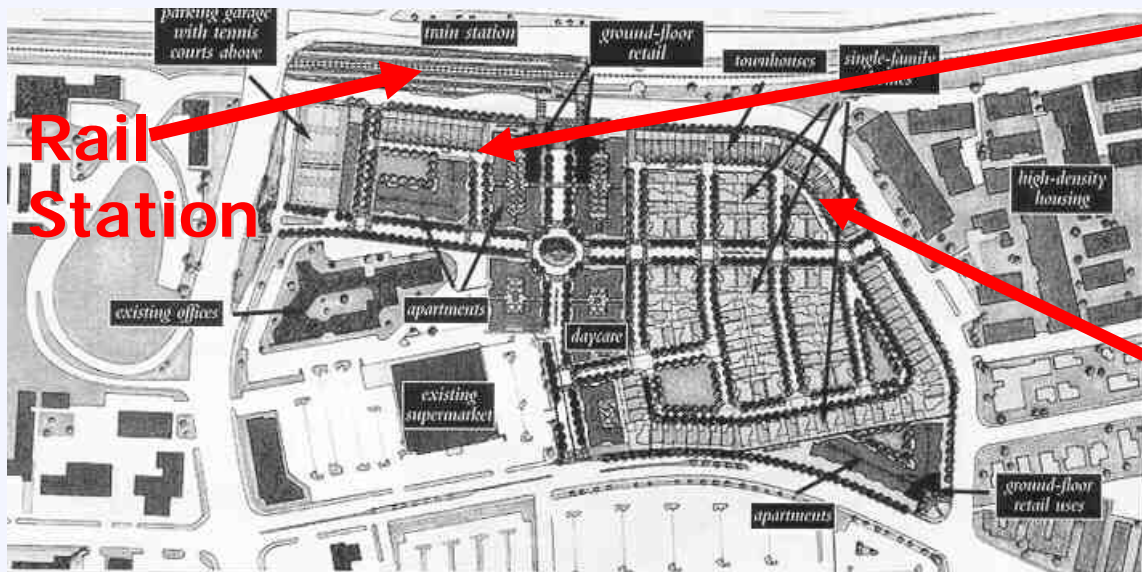 parking garage
with tennis
courts above
train station
ground-floor
retail
townhouses
single-family
homes
Rail
Station
high-density
housing
existing offices
apartments
daycare
existing
supermarket
apartments
ground-floor
retail uses